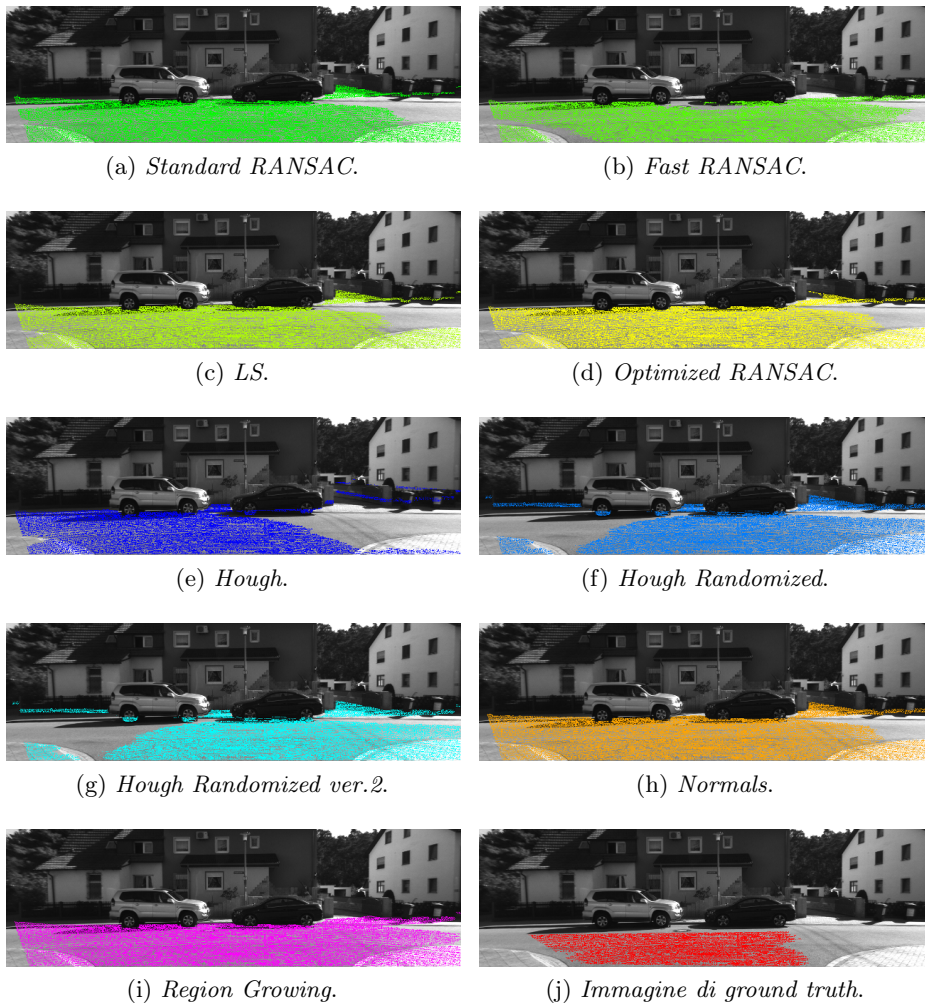 (a) Standard RANSAC.
(b) Fast RANSAC.
(c) LS.
(d) Optimized RANSAC.
(e) Hough.
(f) Hough Randomized.
(g) Hough Randomized ver.2.
(h) Normals.
(i) Region Growing.
(j) Immagine di ground truth.